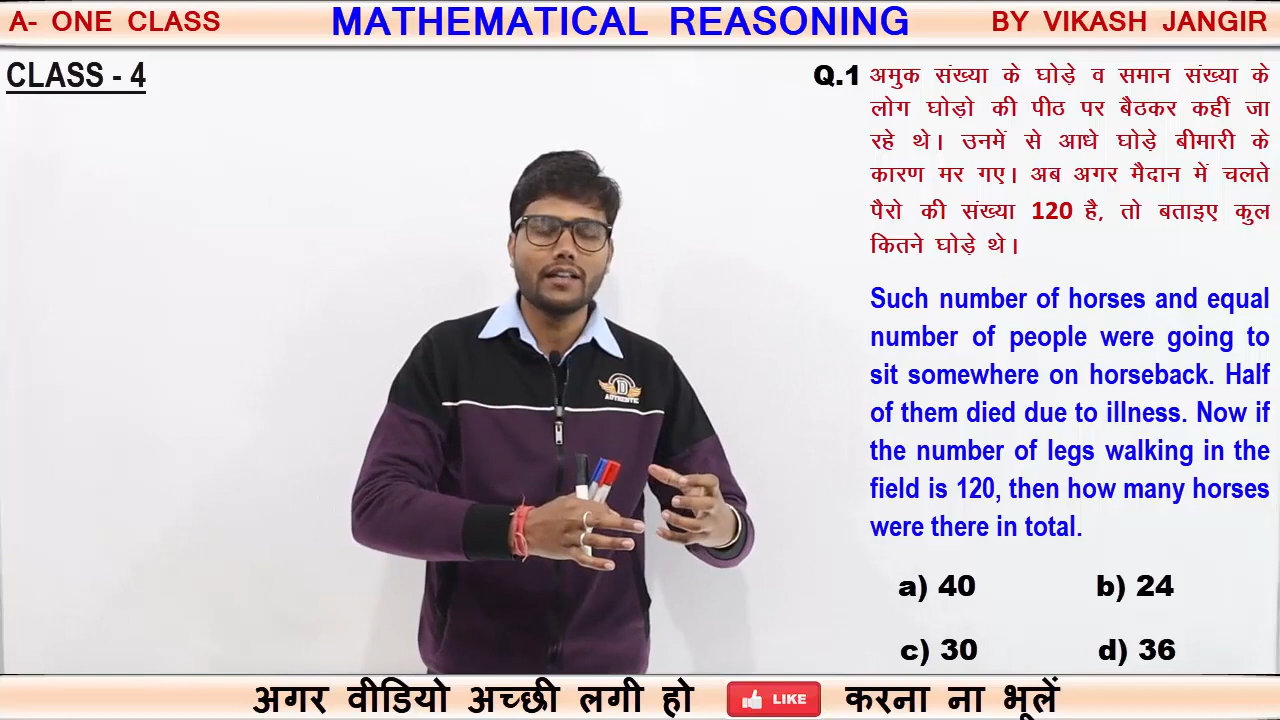 A- ONE CLASS
MATHEMATICAL REASONING
BY VIKASH JANGIR
CLASS - 4
Q.1 अमुक संख्या के घोड़े व समान संख्या के
लोग घोड़ो की पीठ पर बैठकर कहीं जा
रहे थे। उनमें से आधे घोड़े बीमारी के
कारण मर गए। अब अगर मैदान में चलते
पैरो की संख्या 120 है, तो बताइए कुल
कितने घोड़े थे।
Such number of horses and equal
number of people were going to
sit somewhere on horseback. Half
of them died due to illness. Now if
the number of legs walking in the
field is 120, then how many horses
were there in total.
a) 40 b) 24
c) 30 d) 36
D
AUTHENTIC
अगर वीडियो अच्छी लगी हो LIKE करना ना भूलें